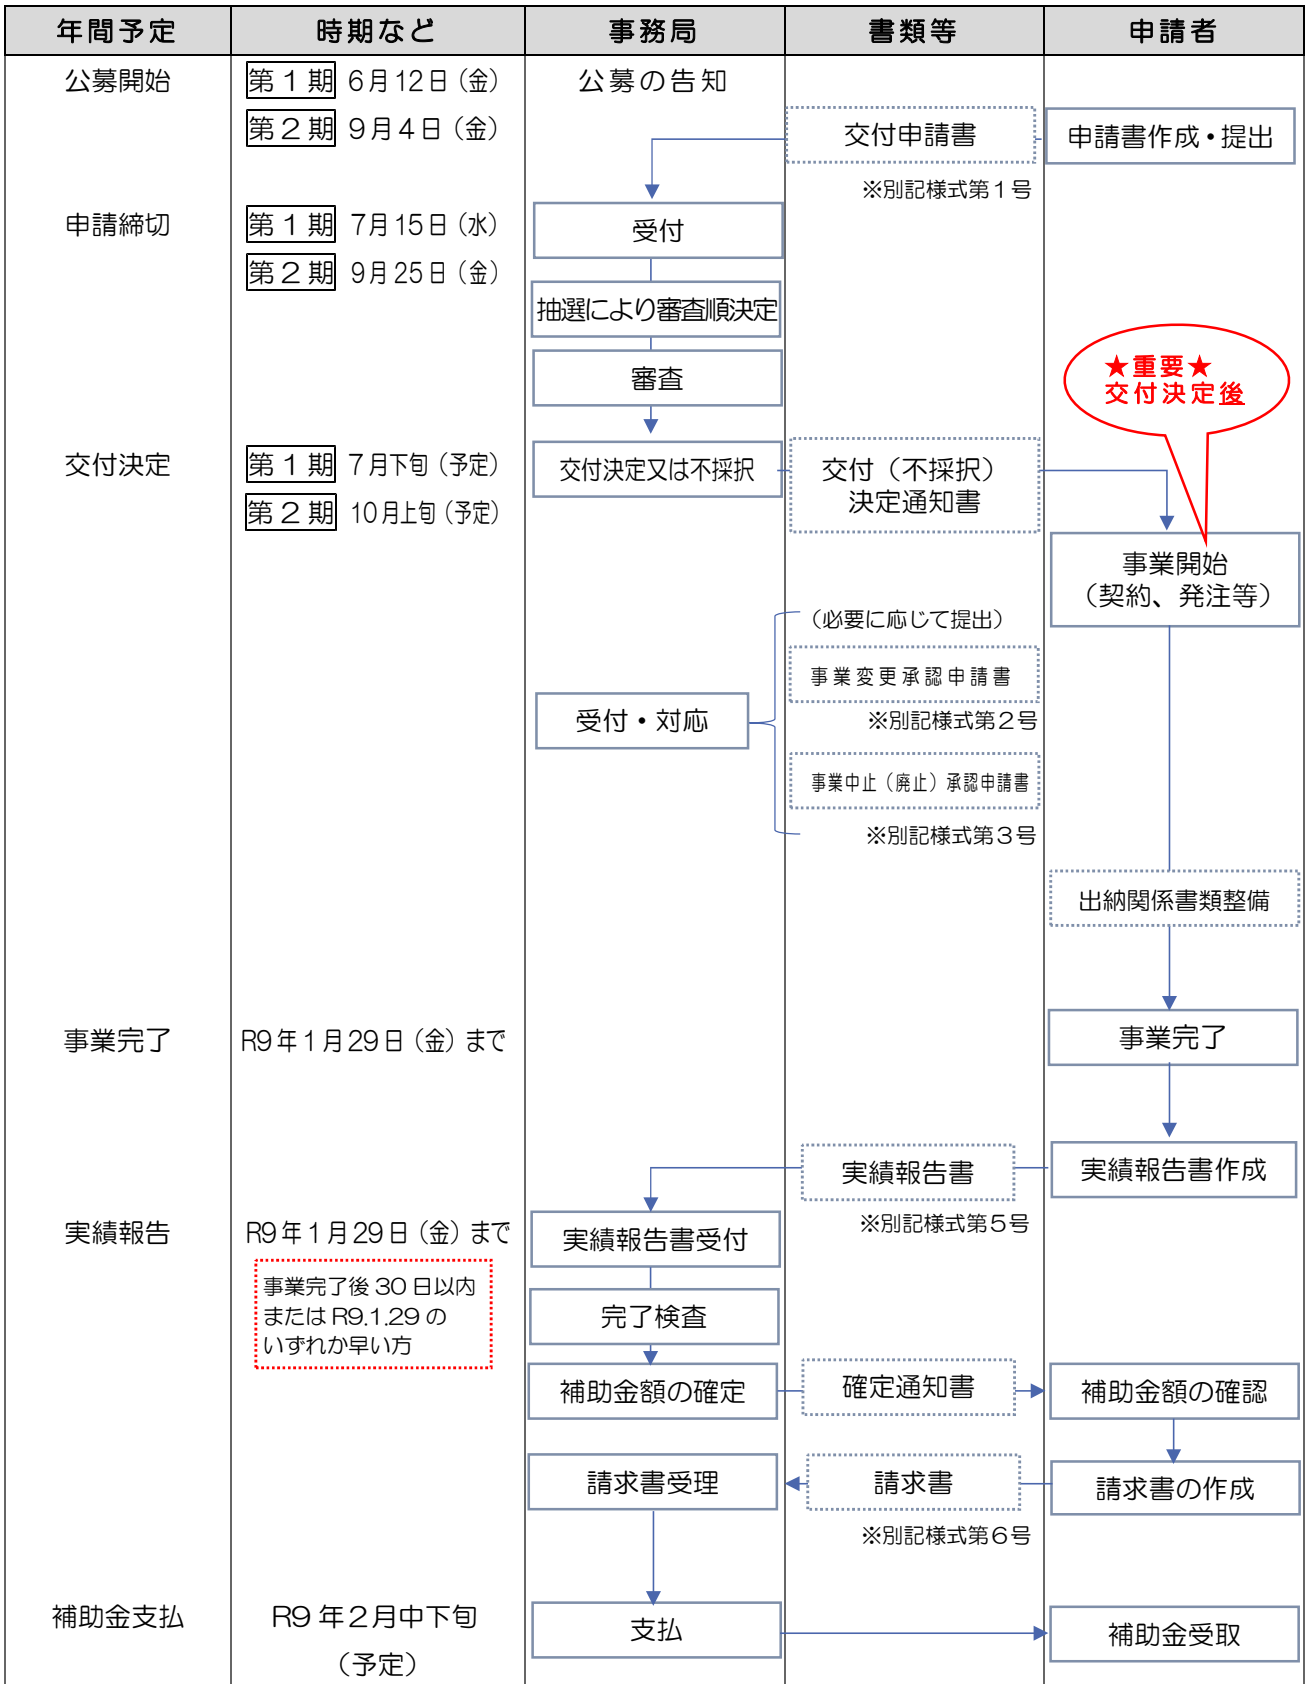 年間予定 時期など 事務局 書類等 申請者
公募開始 第１期 6月12日（金） 公募の告知
第２期 9月4日（金） 交付申請書 申請書作成・提出
※別記様式第１号
申請締切 第１期 7月15日（水） 受付
第２期 9月25日（金）
抽選により審査順決定
審査
★重要★
交付決定後
交付決定 第１期 7月下旬（予定） 交付決定又は不採択 交付（不採択）
決定通知書
第２期 10月上旬（予定）
事業開始
（契約、発注等）
（必要に応じて提出）
事業変更承認申請書
受付・対応 ※別記様式第２号
事業中止（廃止）承認申請書
※別記様式第３号
出納関係書類整備
事業完了 R9年１月29日（金）まで 事業完了
実績報告書 実績報告書作成
※別記様式第５号
実績報告 R9年１月29日（金）まで 実績報告書受付
事業完了後 30 日以内
または R9.1.29 の
いずれか早い方
完了検査
補助金額の確定 確定通知書 補助金額の確認
請求書受理 請求書 請求書の作成
※別記様式第６号
補助金支払 R9 年２月中下旬 支払 補助金受取
（予定）